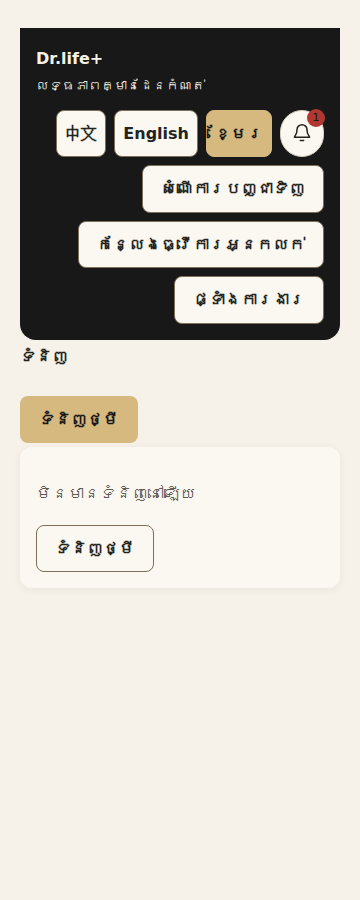 Dr.life+
លទ្ធភាពគ្មានដែនកំណត់
中文 English ខ្មែរ 1
សំណើការបញ្ជាទិញ
កន្លែងធ្វើការអ្នកលក់
ផ្ទាំងការងារ
ទំនិញ
ទំនិញថ្មី
មិនមានទំនិញនៅឡើយ
ទំនិញថ្មី